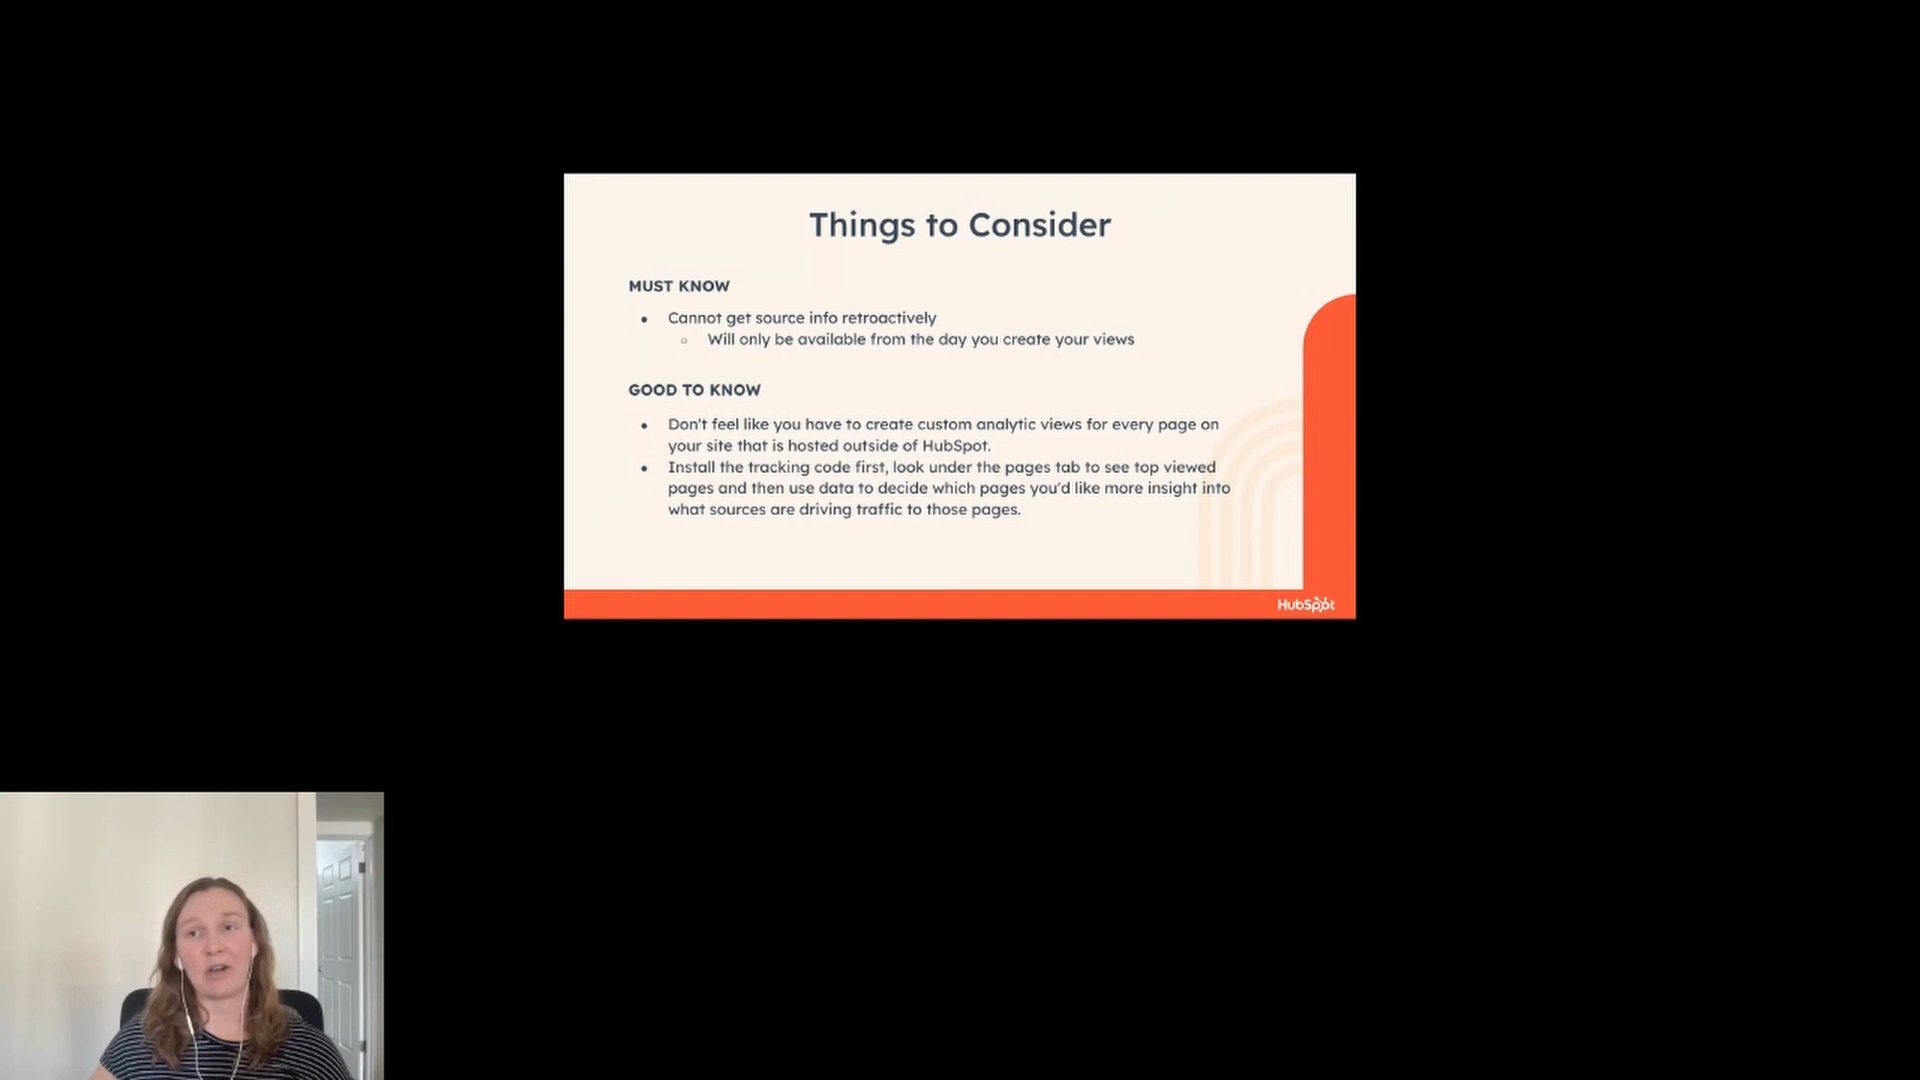 Things to Consider
MUST KNOW
• Cannot get source info retroactively
○ Will only be available from the day you create your views
GOOD TO KNOW
• Don't feel like you have to create custom analytic views for every page on
your site that is hosted outside of HubSpot.
• Install the tracking code first, look under the pages tab to see top viewed
pages and then use data to decide which pages you'd like more insight into
what sources are driving traffic to those pages.
HubSpot